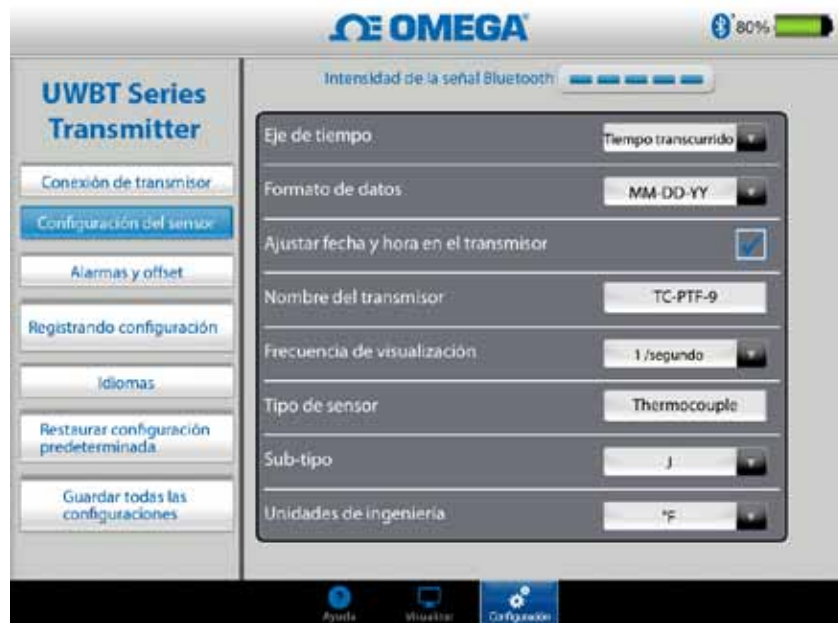 OMEGA
80%
UWBT Series
Transmitter
Conexión de transmisor
Configuración del sensor
Alarmas y offset
Registrando configuración
Idiomas
Restaurar configuración
predeterminada
Guardar todas las
configuraciones
Intensidad de la señal Bluetooth
Eje de tiempo
Tiempo transcurrido
Formato de datos
MM-DD-YY
Ajustar fecha y hora en el transmisor
Nombre del transmisor
TC-PTF-9
Frecuencia de visualización
1 /segundo
Tipo de sensor
Thermocouple
Sub-tipo
J
Unidades de ingeniería
°F
Ayuda
Visualizar
Configuración